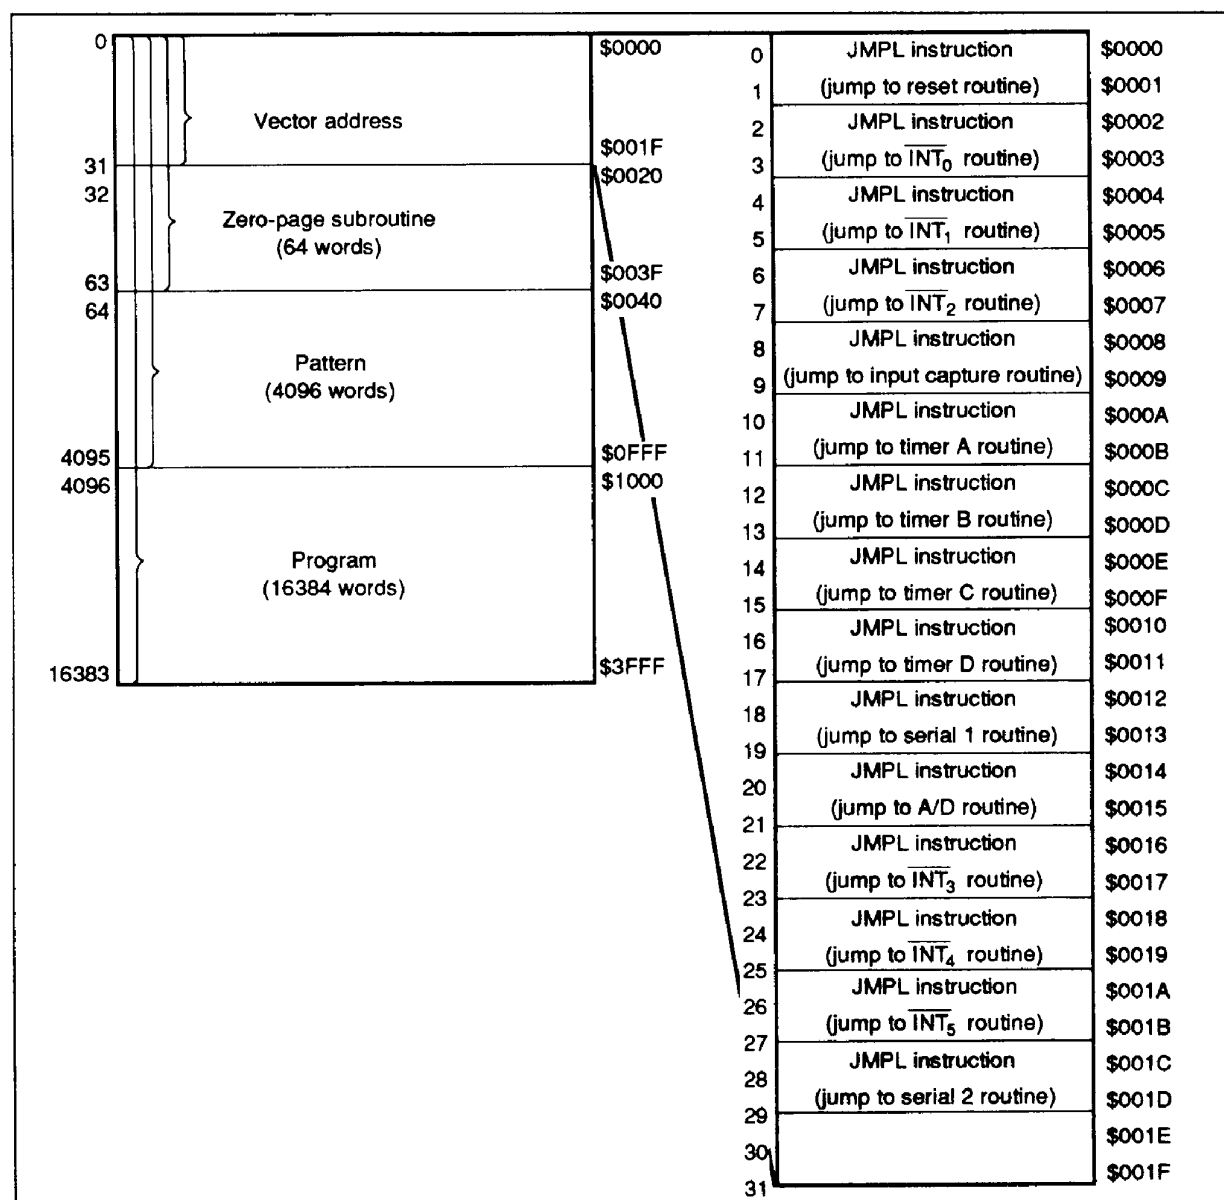 0
$0000
Vector address
$001F
31
$0020
32
Zero-page subroutine
(64 words)
63
$003F
64
$0040
Pattern
(4096 words)
4095
$0FFF
4096
$1000
Program
(16384 words)
16383
$3FFF
0 JMPL instruction $0000
1 (jump to reset routine) $0001
2 JMPL instruction $0002
3 (jump to I̅N̅T̅₀ routine) $0003
4 JMPL instruction $0004
5 (jump to I̅N̅T̅₁ routine) $0005
6 JMPL instruction $0006
7 (jump to I̅N̅T̅₂ routine) $0007
8 JMPL instruction $0008
9 (jump to input capture routine) $0009
10 JMPL instruction $000A
11 (jump to timer A routine) $000B
12 JMPL instruction $000C
13 (jump to timer B routine) $000D
14 JMPL instruction $000E
15 (jump to timer C routine) $000F
16 JMPL instruction $0010
17 (jump to timer D routine) $0011
18 JMPL instruction $0012
19 (jump to serial 1 routine) $0013
20 JMPL instruction $0014
21 (jump to A/D routine) $0015
22 JMPL instruction $0016
23 (jump to I̅N̅T̅₃ routine) $0017
24 JMPL instruction $0018
25 (jump to I̅N̅T̅₄ routine) $0019
26 JMPL instruction $001A
27 (jump to I̅N̅T̅₅ routine) $001B
28 JMPL instruction $001C
29 (jump to serial 2 routine) $001D
30 $001E
31 $001F